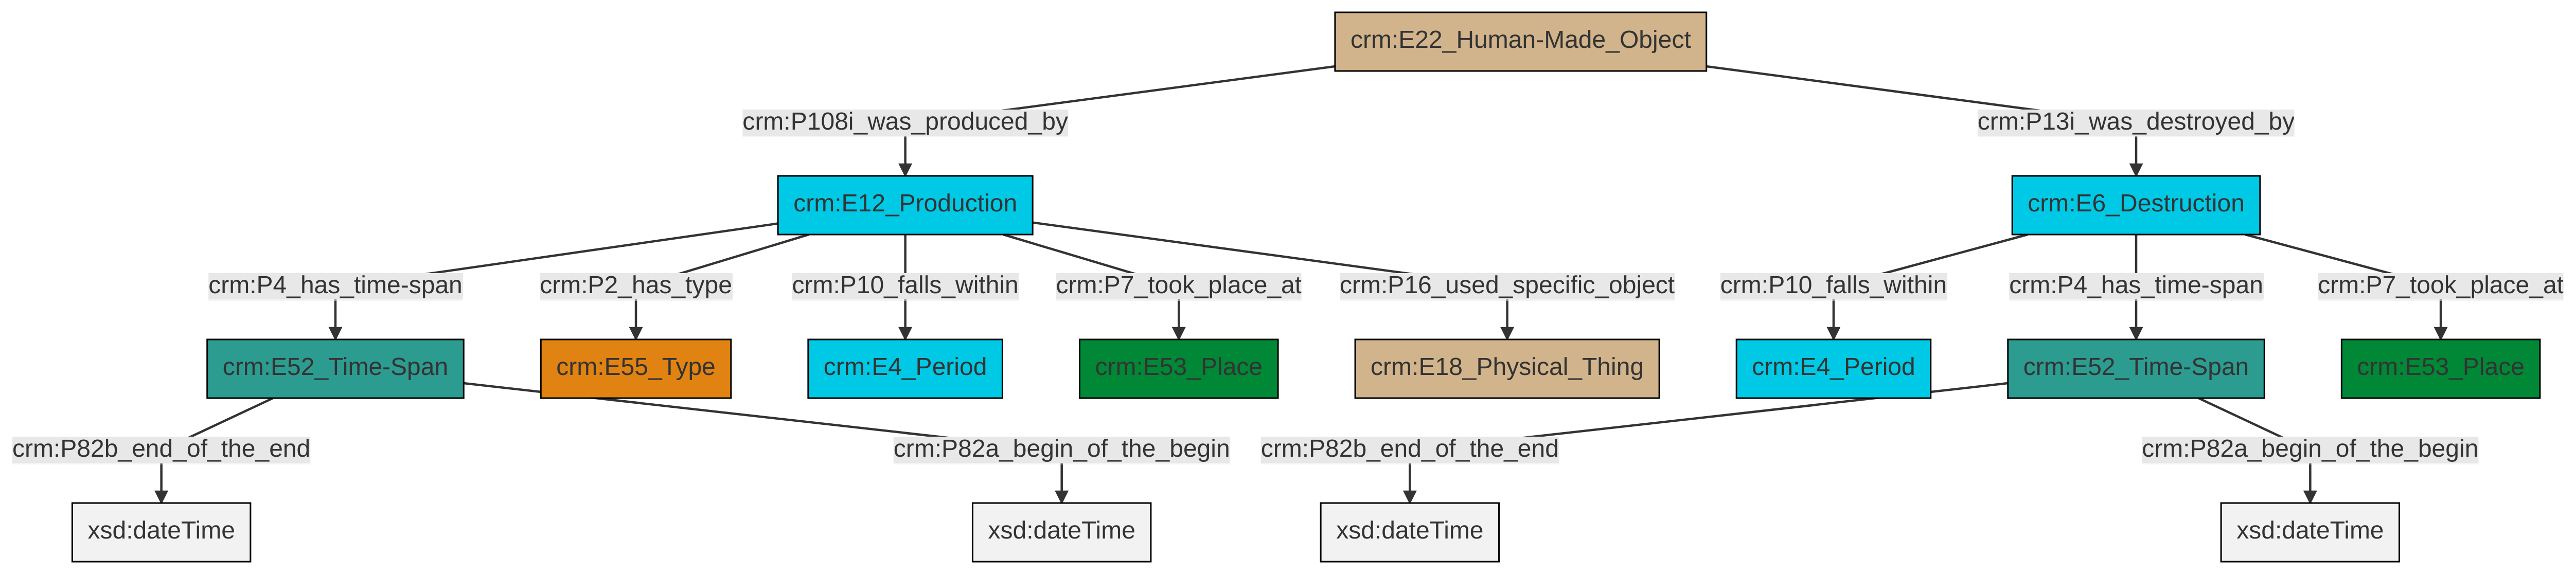 crm:E22_Human-Made_Object
crm:P108i_was_produced_by
crm:P13i_was_destroyed_by
crm:E12_Production
crm:E6_Destruction
crm:P4_has_time-span
crm:P2_has_type
crm:P10_falls_within
crm:P7_took_place_at
crm:P16_used_specific_object
crm:P10_falls_within
crm:P4_has_time-span
crm:P7_took_place_at
crm:E52_Time-Span
crm:E55_Type
crm:E4_Period
crm:E53_Place
crm:E18_Physical_Thing
crm:E4_Period
crm:E52_Time-Span
crm:E53_Place
crm:P82b_end_of_the_end
crm:P82a_begin_of_the_begin
crm:P82b_end_of_the_end
crm:P82a_begin_of_the_begin
xsd:dateTime
xsd:dateTime
xsd:dateTime
xsd:dateTime